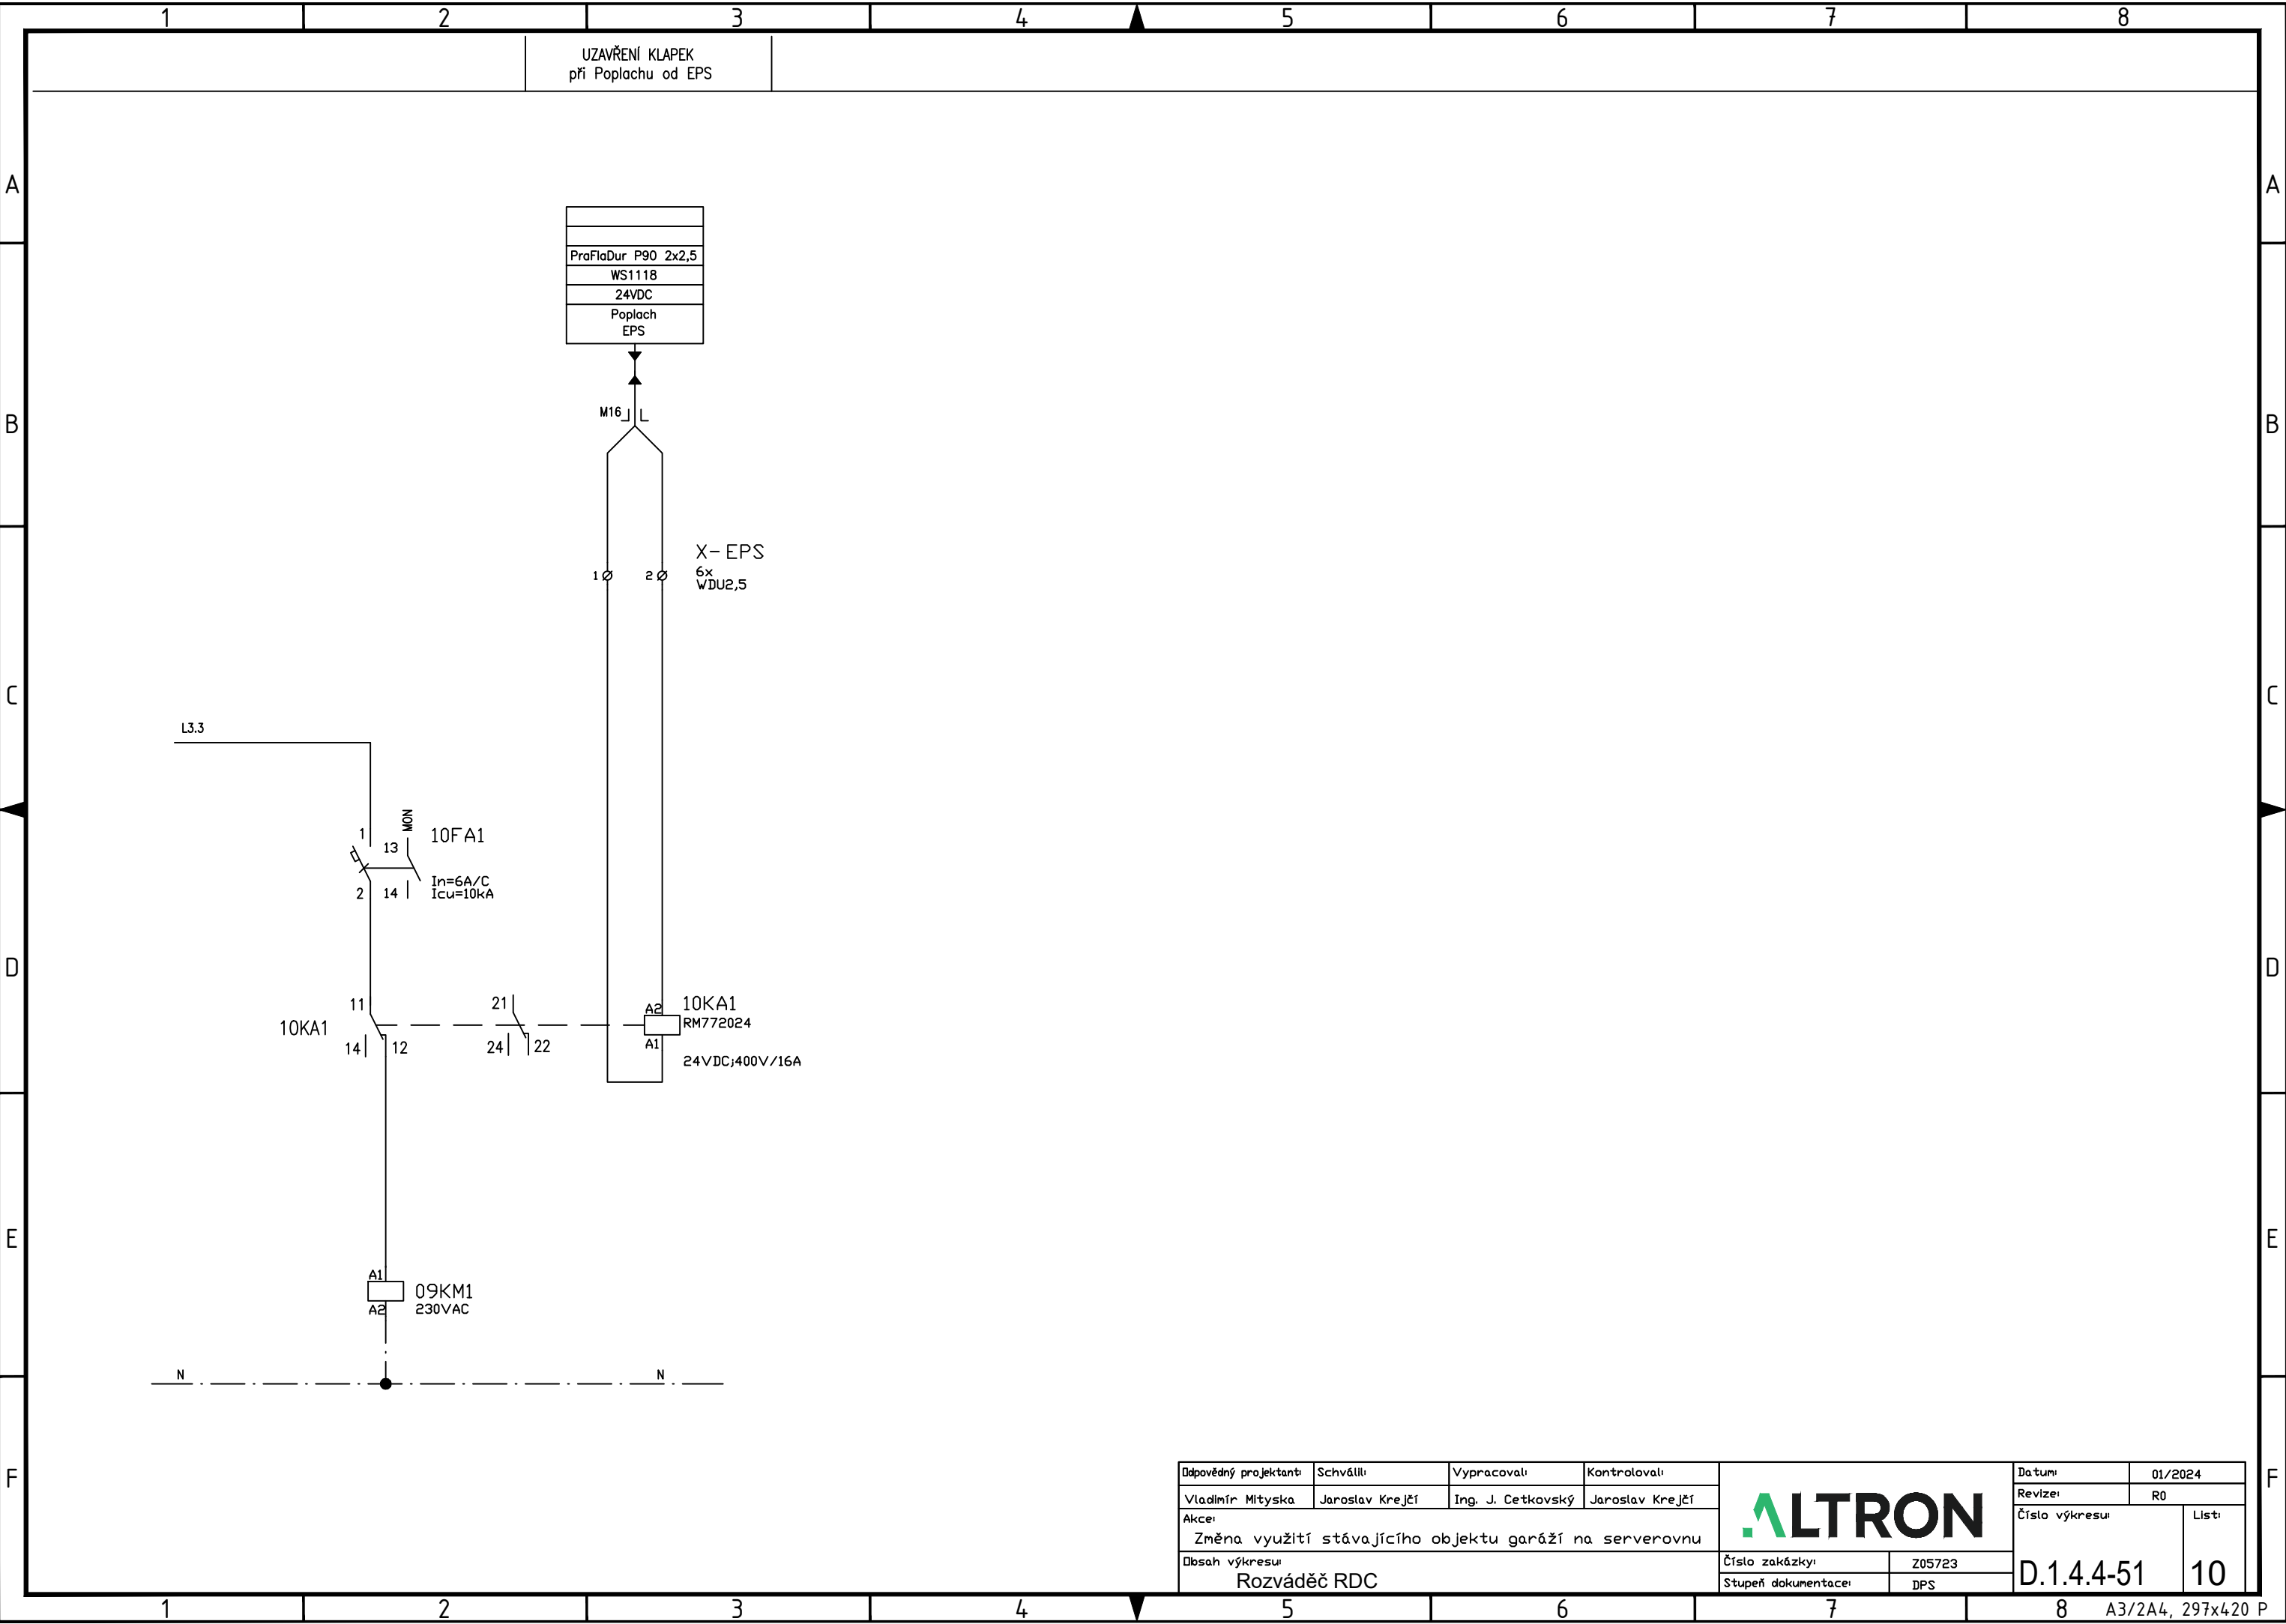 1 2 3 4 5 6 7 8
UZAVŘENÍ KLAPEK
při Poplachu od EPS
A A
PraFlaDur P90 2x2,5
WS1118
24VDC
Poplach
EPS
M16
B B
X-EPS
1 2 6x
WDU2,5
C C
L3.3
MON
1 13 10FA1
In=6A/C
2 14 Icu=10kA
D D
11 21 A2 10KA1
10KA1 RM772024
14 12 24 22 A1
24VDC;400V/16A
E E
A1 09KM1
A2 230VAC
N N
F F
Odpovědný projektant: Schválil: Vypracoval: Kontroloval: Datum: 01/2024
Vladimír Mityska Jaroslav Krejčí Ing. J. Cetkovský Jaroslav Krejčí ALTRON Revize: R0
Akce: Číslo výkresu: List:
Změna využití stávajícího objektu garáží na serverovnu
Obsah výkresu: Číslo zakázky: Z05723
Rozváděč RDC Stupeň dokumentace: DPS D.1.4.4-51 10
1 2 3 4 5 6 7 8 A3/2A4, 297x420 P